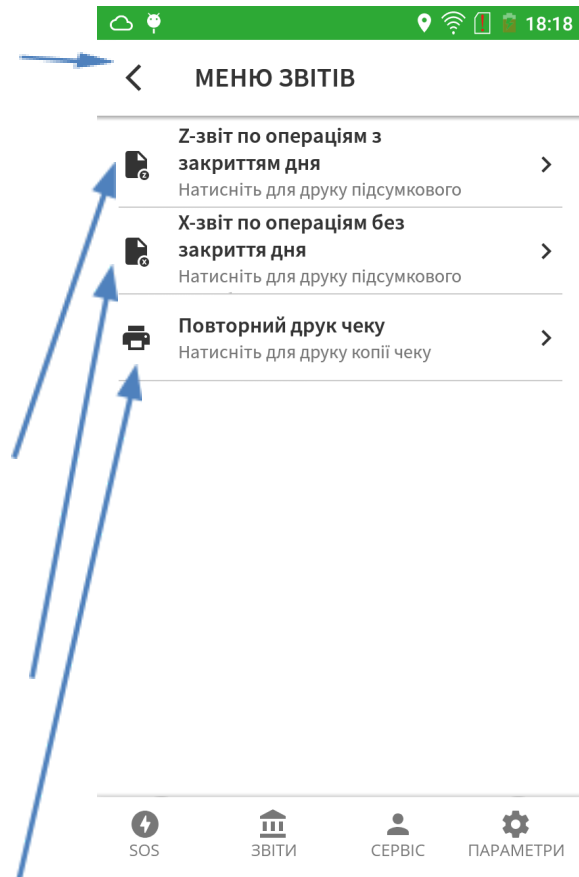 18:18
МЕНЮ ЗВІТІВ
Z-звіт по операціям з
закриттям дня
Натисніть для друку підсумкового
X-звіт по операціям без
закриття дня
Натисніть для друку підсумкового
Повторний друк чеку
Натисніть для друку копії чеку
SOS
ЗВІТИ
СЕРВІС
ПАРАМЕТРИ